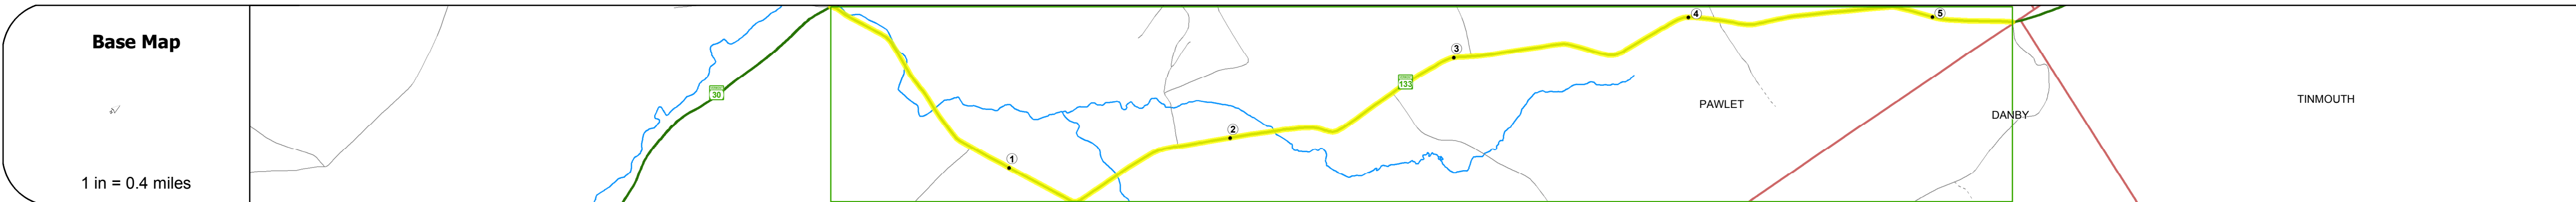 Base Map
1 in = 0.4 miles
30
1
2
133
3
4
5
PAWLET
DANBY
TINMOUTH